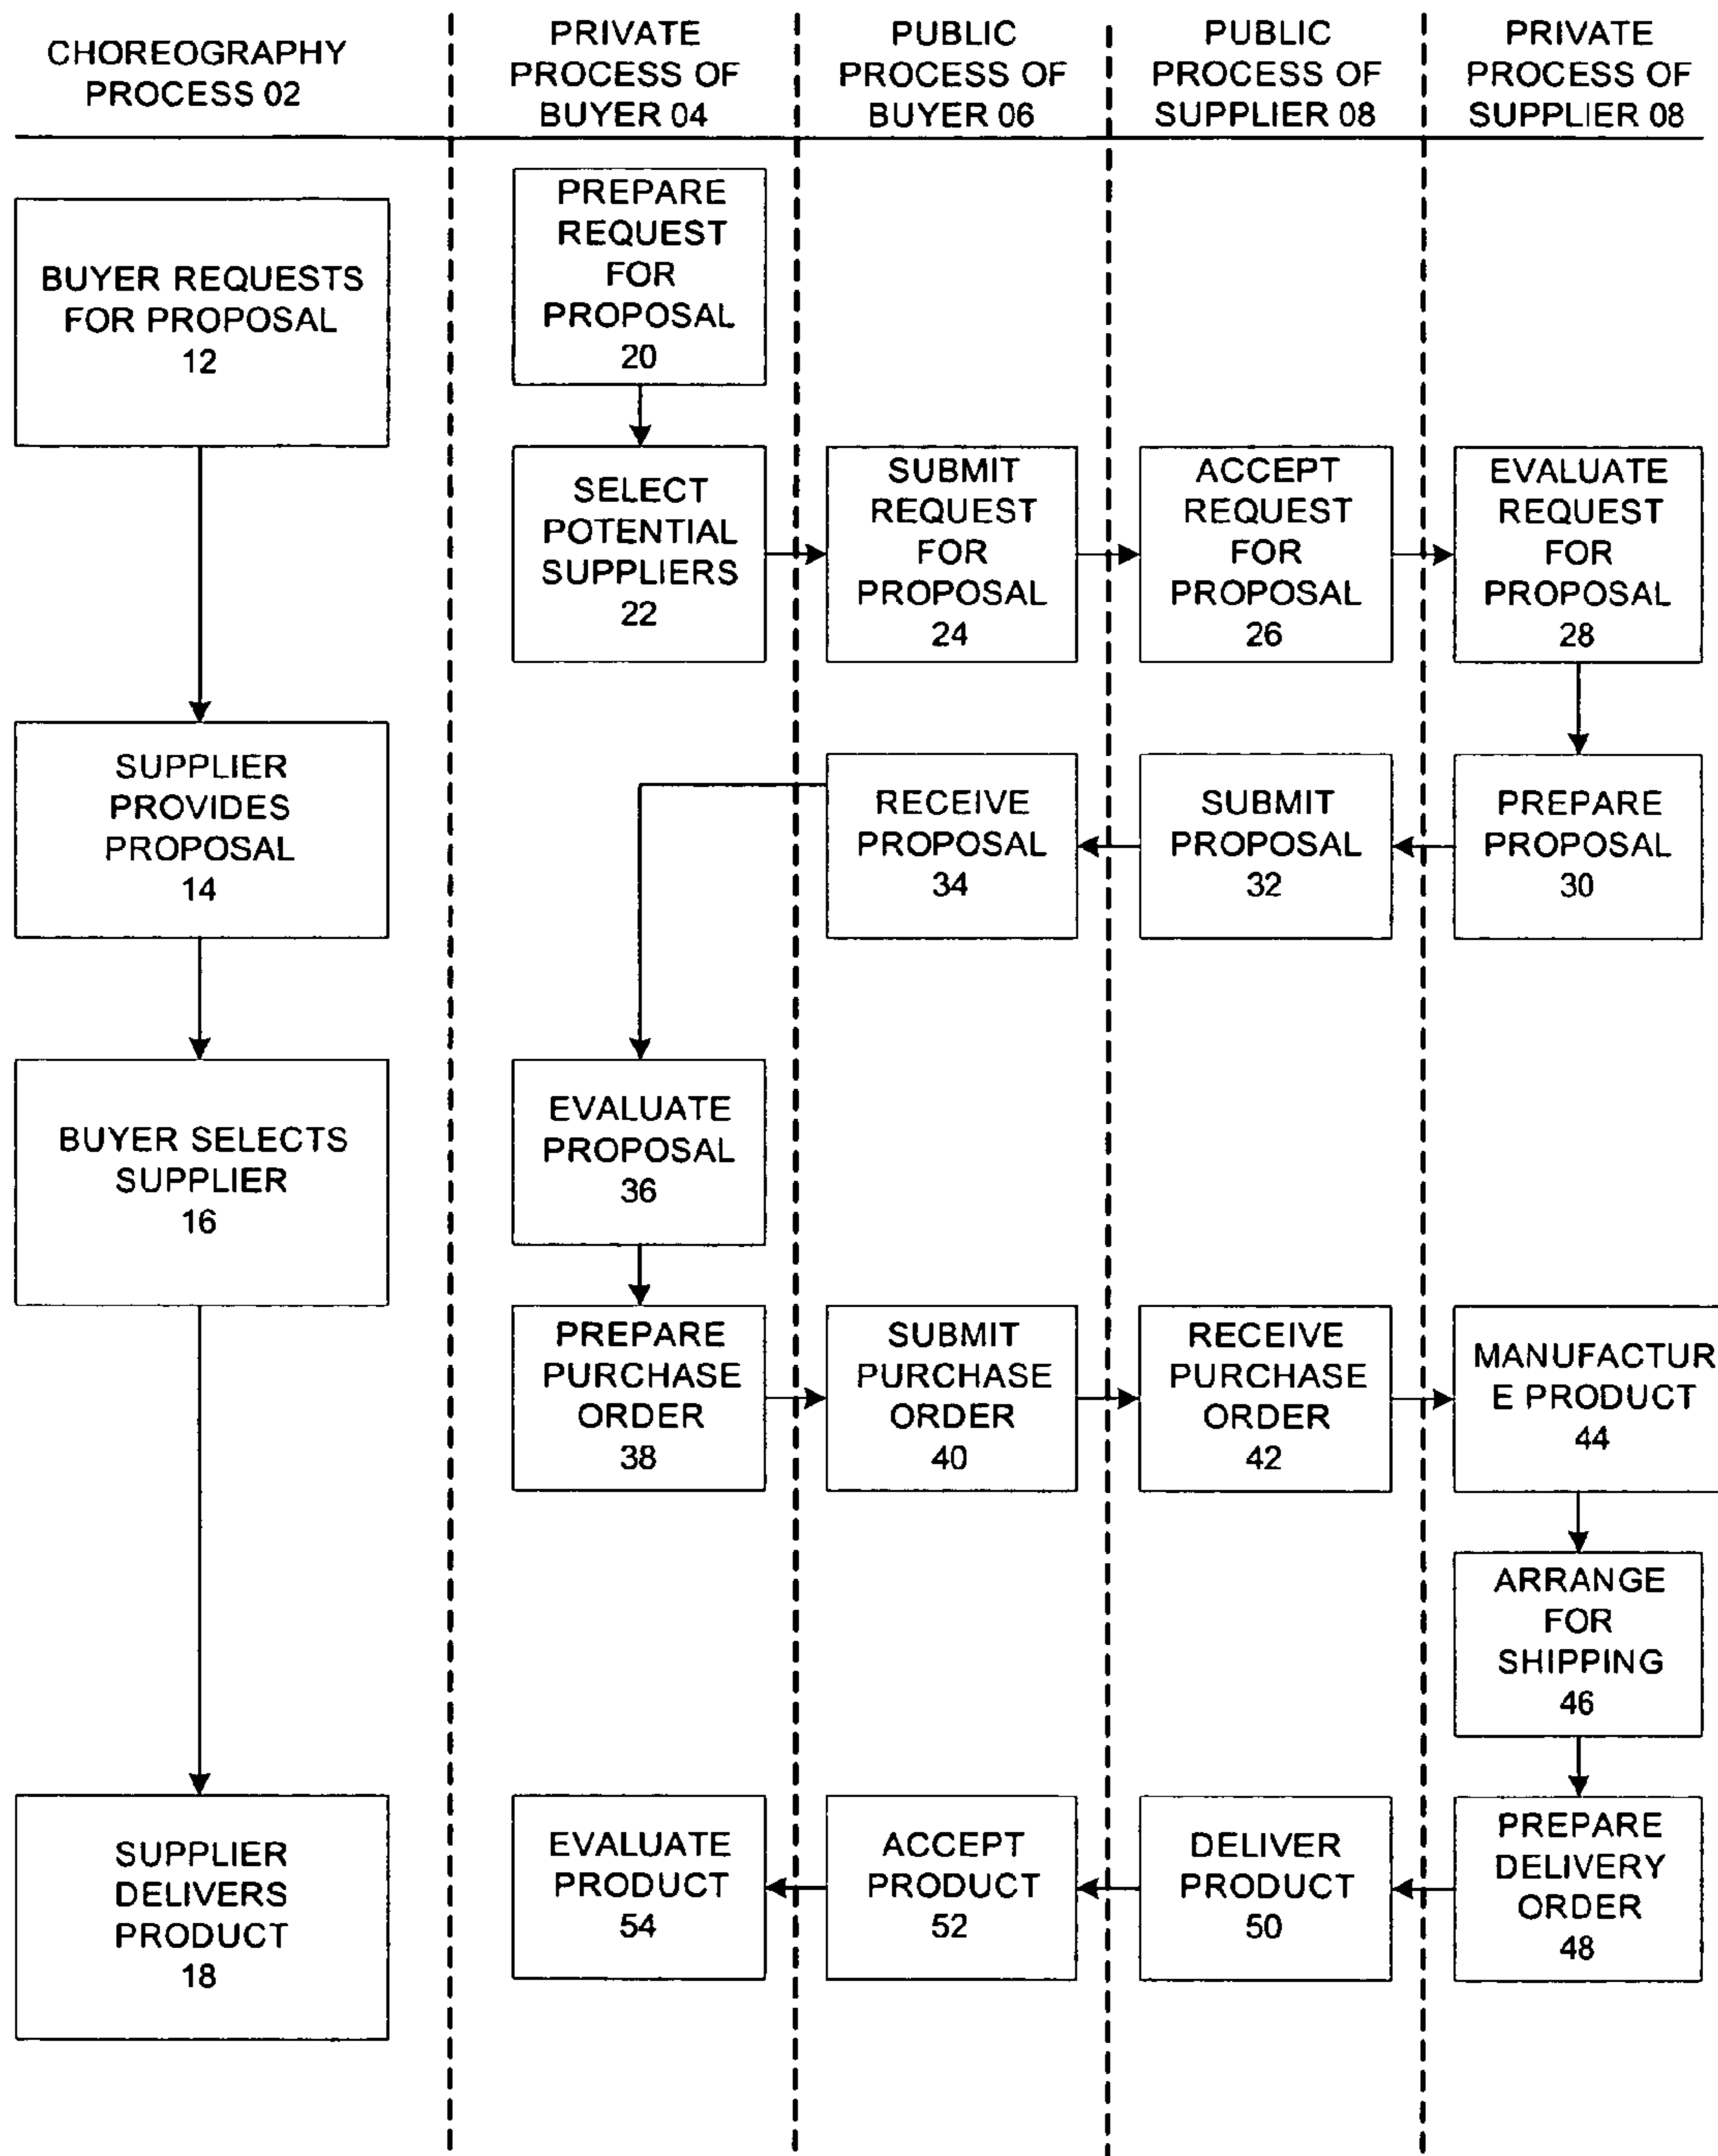 CHOREOGRAPHY
PROCESS 02
PRIVATE
PROCESS OF
BUYER 04
PUBLIC
PROCESS OF
BUYER 06
PUBLIC
PROCESS OF
SUPPLIER 08
PRIVATE
PROCESS OF
SUPPLIER 08
BUYER REQUESTS
FOR PROPOSAL
12
PREPARE
REQUEST
FOR
PROPOSAL
20
SELECT
POTENTIAL
SUPPLIERS
22
SUBMIT
REQUEST
FOR
PROPOSAL
24
ACCEPT
REQUEST
FOR
PROPOSAL
26
EVALUATE
REQUEST
FOR
PROPOSAL
28
SUPPLIER
PROVIDES
PROPOSAL
14
RECEIVE
PROPOSAL
34
SUBMIT
PROPOSAL
32
PREPARE
PROPOSAL
30
BUYER SELECTS
SUPPLIER
16
EVALUATE
PROPOSAL
36
PREPARE
PURCHASE
ORDER
38
SUBMIT
PURCHASE
ORDER
40
RECEIVE
PURCHASE
ORDER
42
MANUFACTUR
E PRODUCT
44
ARRANGE
FOR
SHIPPING
46
SUPPLIER
DELIVERS
PRODUCT
18
EVALUATE
PRODUCT
54
ACCEPT
PRODUCT
52
DELIVER
PRODUCT
50
PREPARE
DELIVERY
ORDER
48